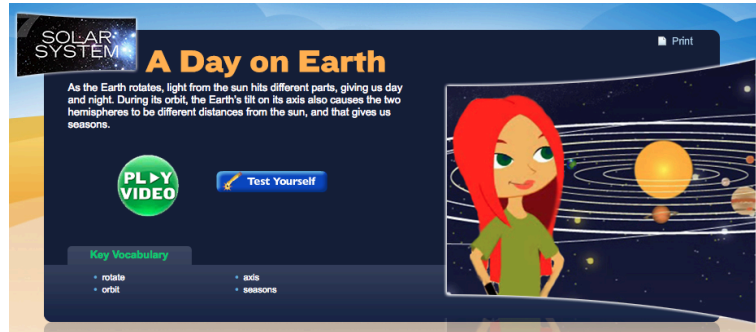 SOLAR
SYSTEM
Print
A Day on Earth
As the Earth rotates, light from the sun hits different parts, giving us day
and night. During its orbit, the Earth's tilt on its axis also causes the two
hemispheres to be different distances from the sun, and that gives us
seasons.
PLAY
VIDEO
Test Yourself
Key Vocabulary
rotate
orbit
axis
seasons